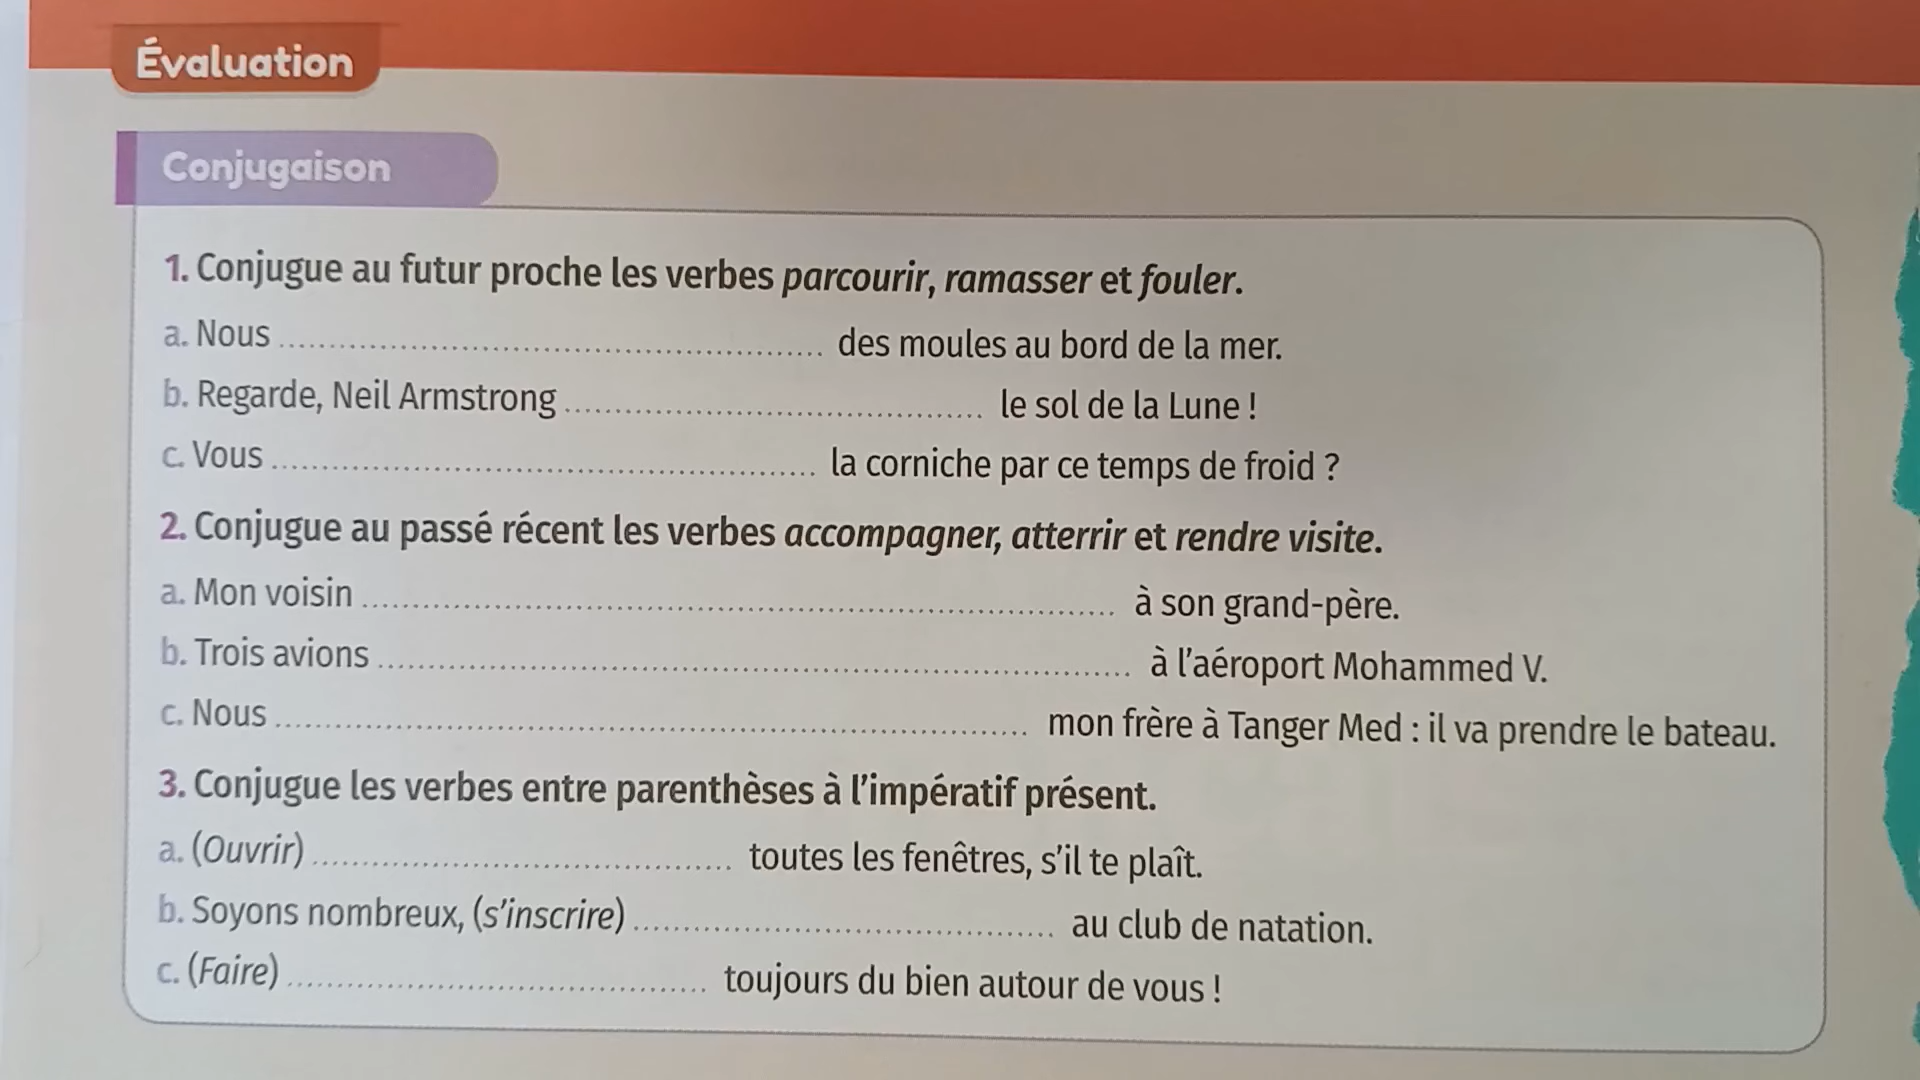 Évaluation
Conjugaison
1. Conjugue au futur proche les verbes parcourir, ramasser et fouler.
a. Nous ........................................ des moules au bord de la mer.
b. Regarde, Neil Armstrong ........................................ le sol de la Lune !
c. Vous ........................................ la corniche par ce temps de froid ?
2. Conjugue au passé récent les verbes accompagner, atterrir et rendre visite.
a. Mon voisin ........................................ à son grand-père.
b. Trois avions ........................................ à l'aéroport Mohammed V.
c. Nous ........................................ mon frère à Tanger Med : il va prendre le bateau.
3. Conjugue les verbes entre parenthèses à l'impératif présent.
a. (Ouvrir) ........................................ toutes les fenêtres, s'il te plaît.
b. Soyons nombreux, (s'inscrire) ........................................ au club de natation.
c. (Faire) ........................................ toujours du bien autour de vous !